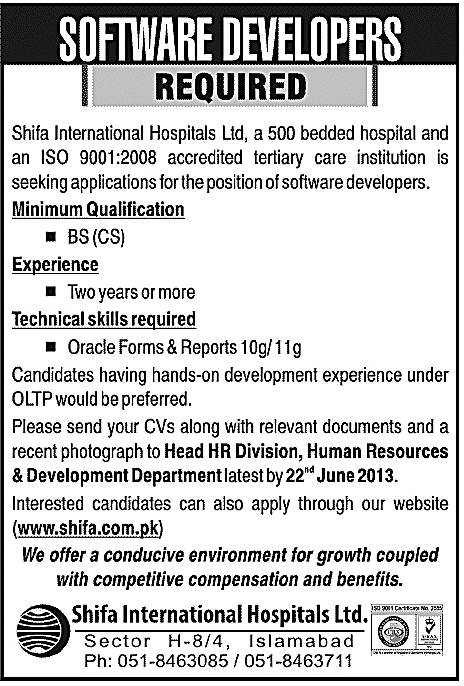 SOFTWARE DEVELOPERS
REQUIRED
Shifa International Hospitals Ltd, a 500 bedded hospital and
an ISO 9001:2008 accredited tertiary care institution is
seeking applications for the position of software developers.
Minimum Qualification
■ BS (CS)
Experience
■ Two years or more
Technical skills required
■ Oracle Forms & Reports 10g/ 11g
Candidates having hands-on development experience under
OLTP would be preferred.
Please send your CVs along with relevant documents and a
recent photograph to Head HR Division, Human Resources
& Development Department latest by 22nd June 2013.
Interested candidates can also apply through our website
(www.shifa.com.pk)
We offer a conducive environment for growth coupled
with competitive compensation and benefits.
Shifa International Hospitals Ltd.
Sector H-8/4, Islamabad
Ph: 051-8463085 / 051-8463711
ISO 9001 Certificate No.
UKAS